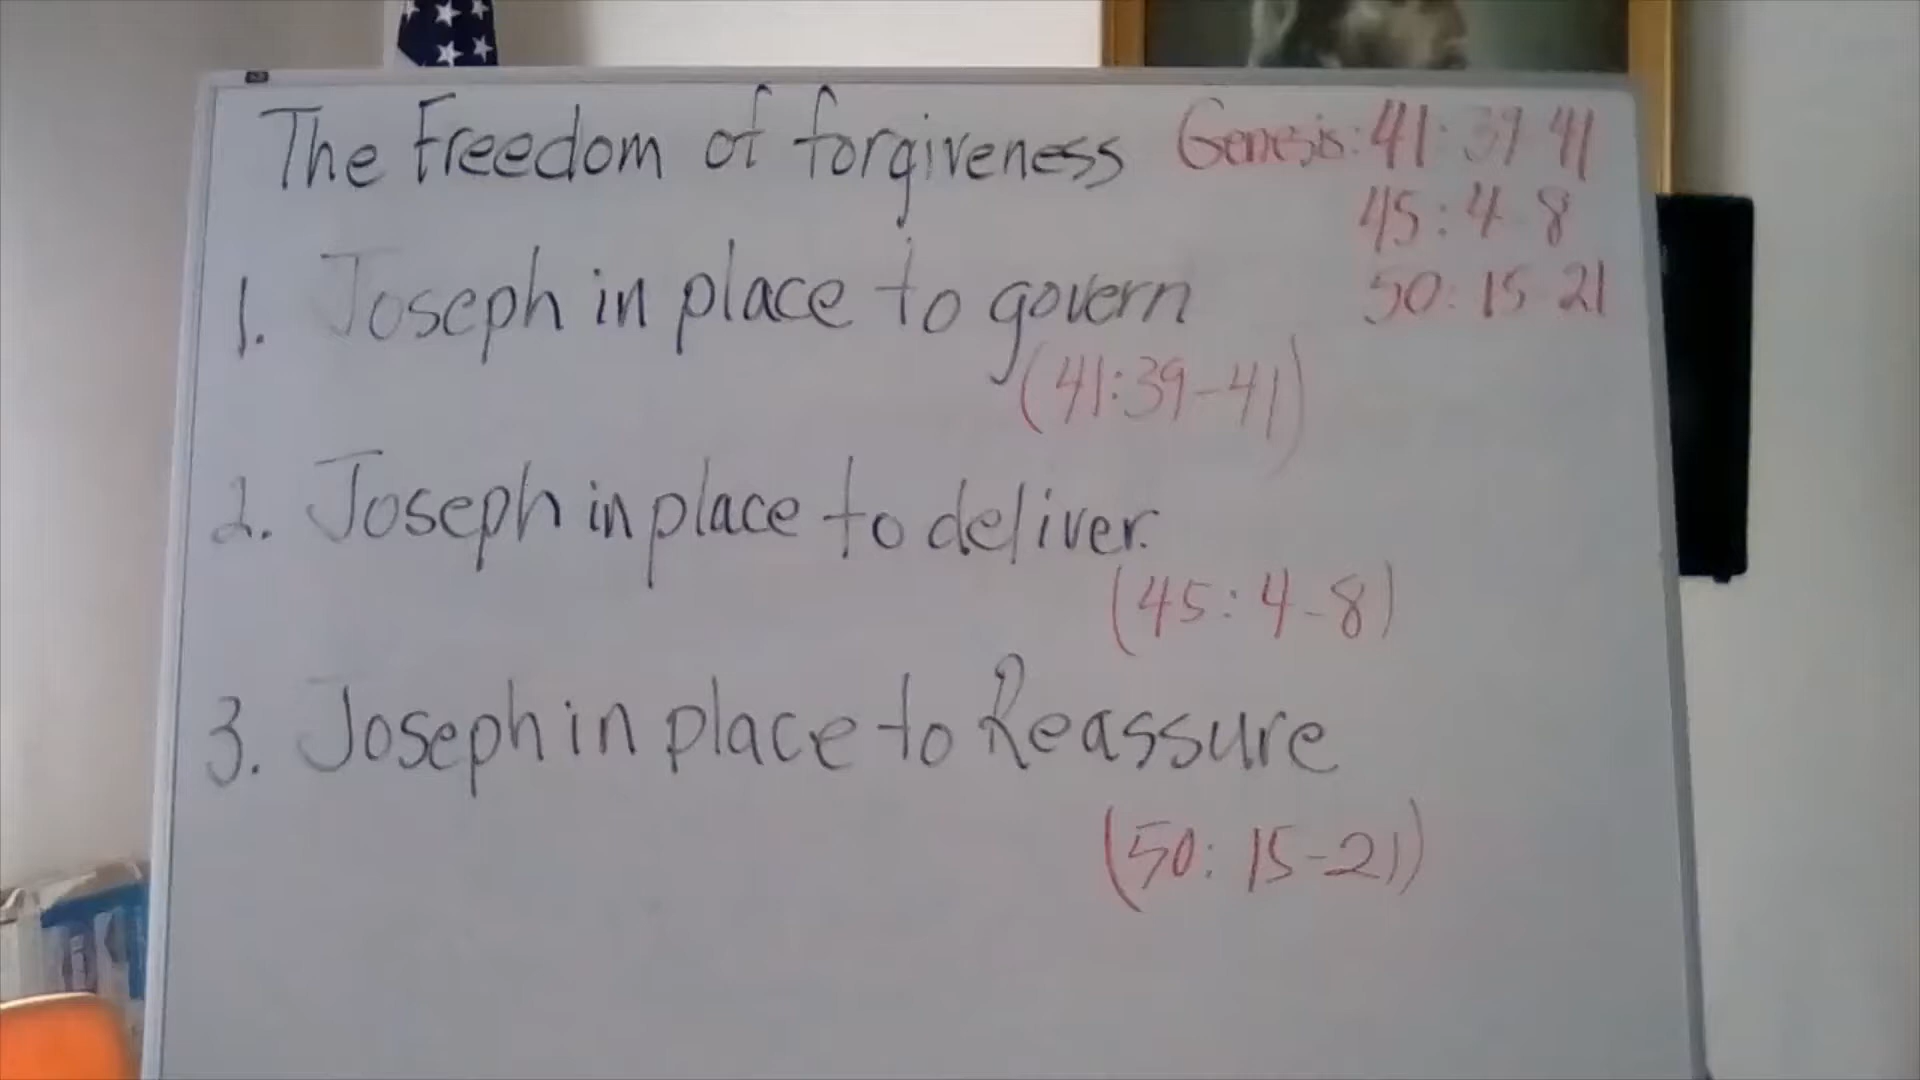 The Freedom of forgiveness Genesis: 41:39-41
45:4-8
50:15-21
1. Joseph in place to govern
(41:39-41)
2. Joseph in place to deliver.
(45:4-8)
3. Joseph in place to Reassure
(50:15-21)